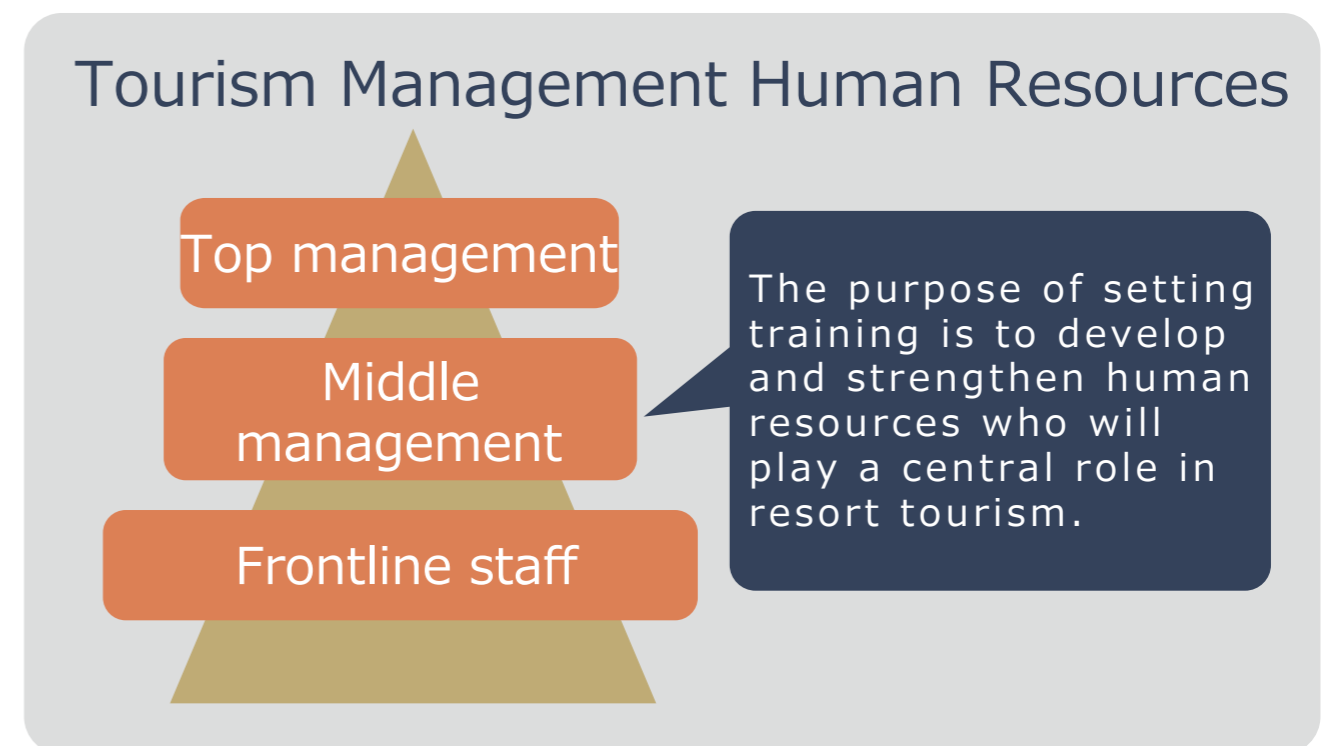 Tourism Management Human Resources
Top management
Middle
management
Frontline staff
The purpose of setting
training is to develop
and strengthen human
resources who will
play a central role in
resort tourism.